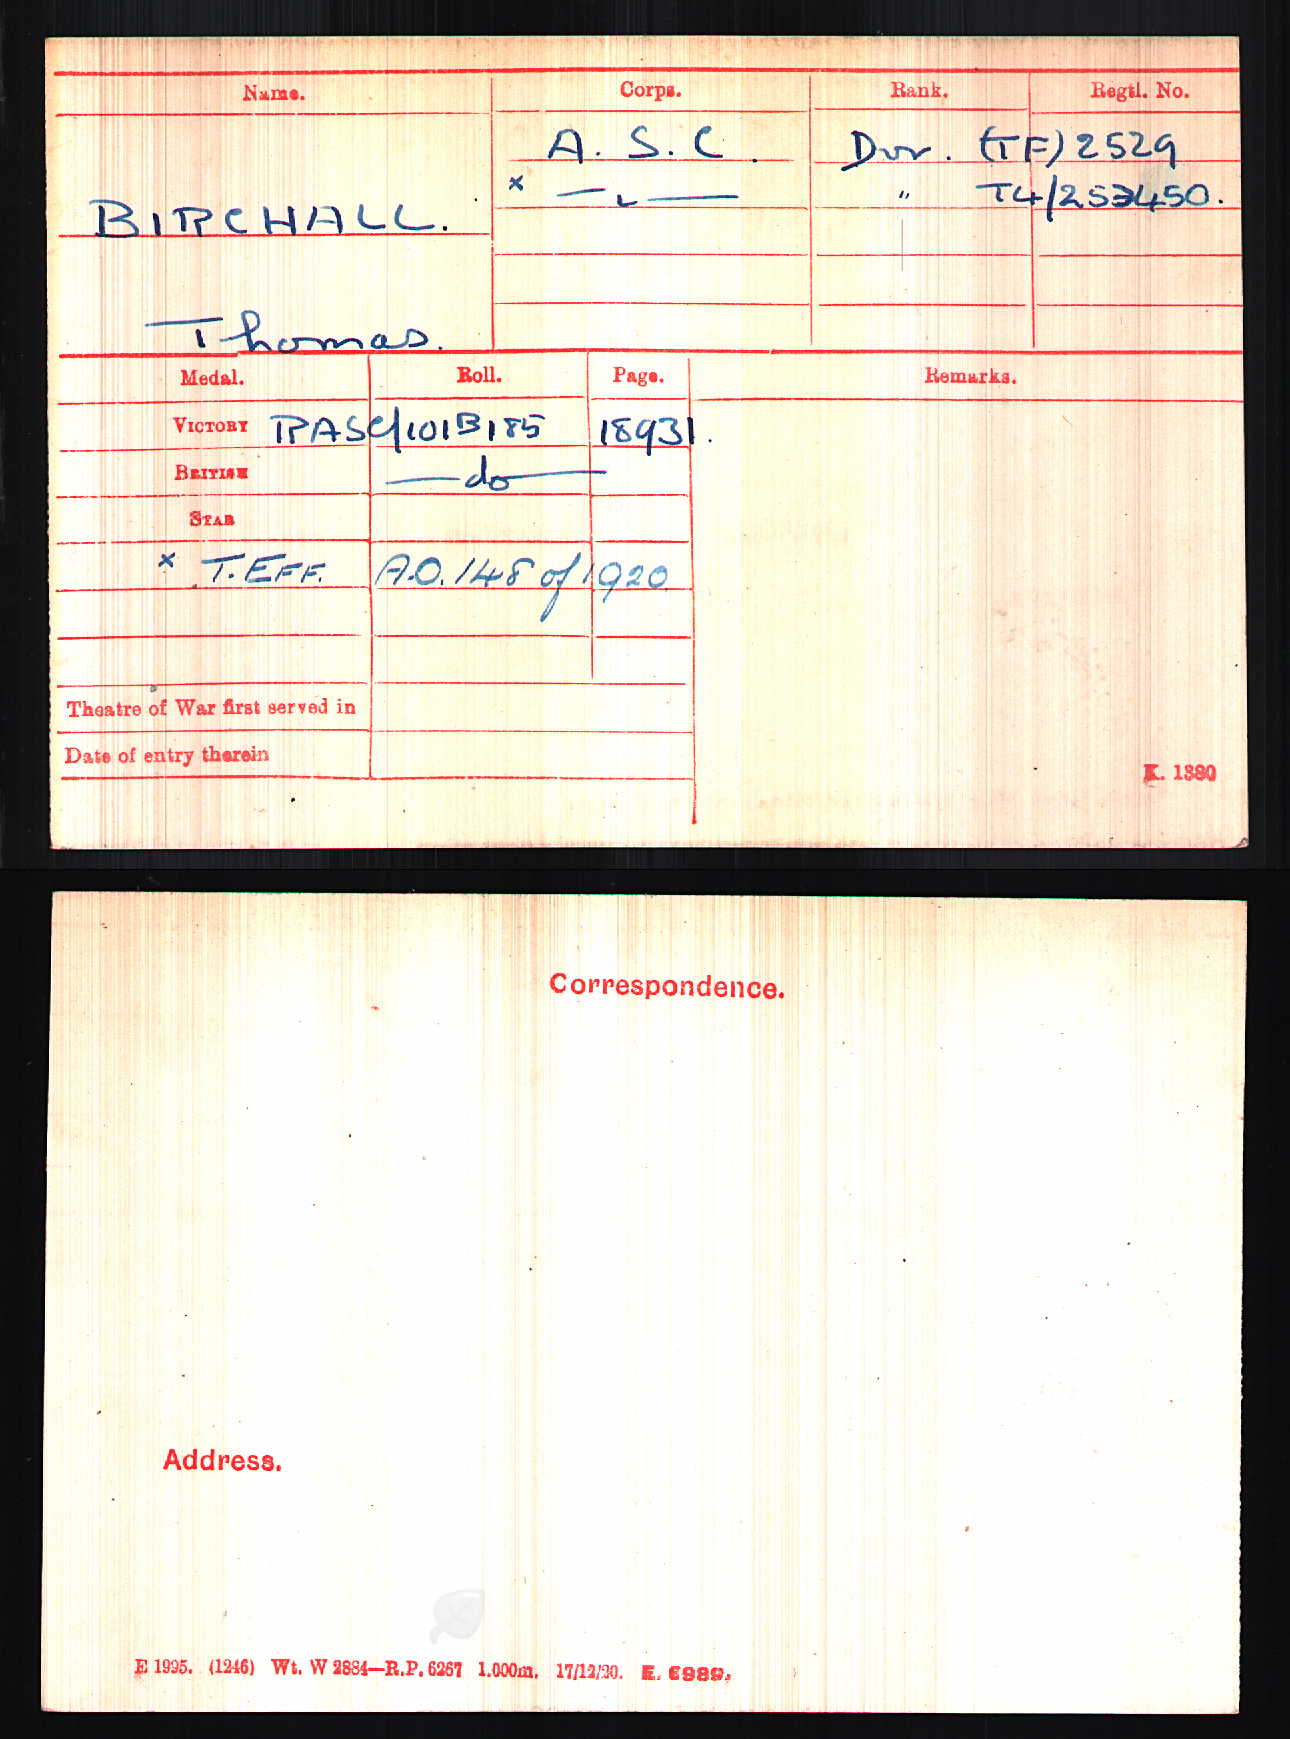 Name. Corps. Rank. Regtl. No.
A. S. C. Dvr. (TF) 2529
x — „ — " T4/253450.
BIRCHALL.
Thomas.
Medal. Roll. Page. Remarks.
VICTORY RASC/101B185 18931.
BRITISH —do—
STAR
x T. EFF. A.O. 148 of 1920
Theatre of War first served in
Date of entry therein
K. 1380
Correspondence.
Address.
E 1995. (1246) Wt. W 2884—R.P. 6267 1.000m. 17/12/20. E. 6989.